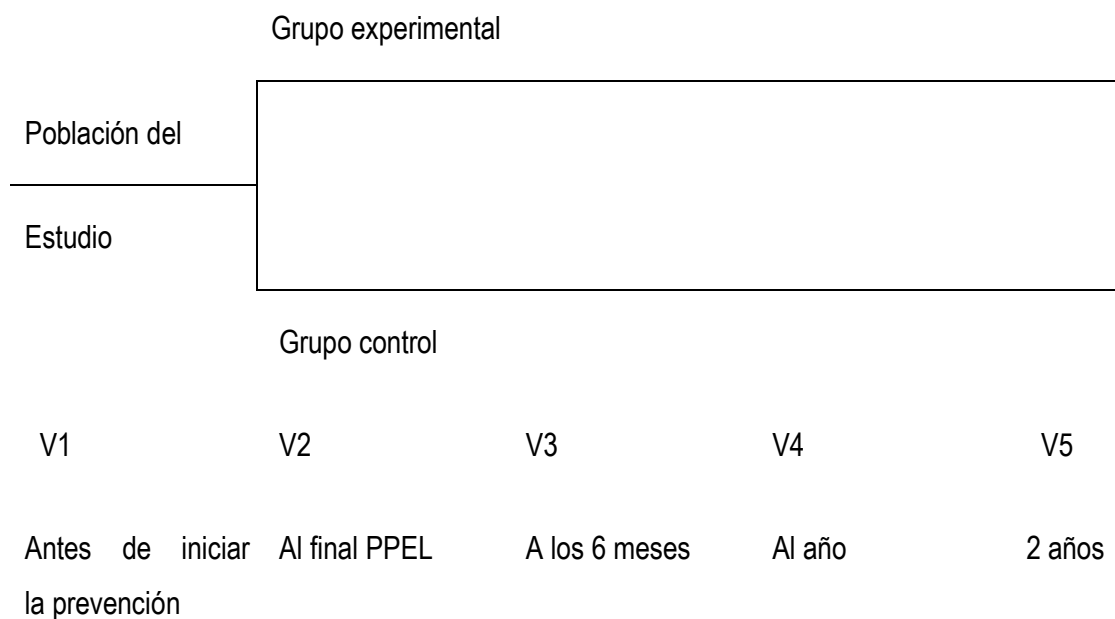 Grupo experimental
Población del
Estudio
Grupo control
V1 V2 V3 V4 V5
Antes de iniciar Al final PPEL A los 6 meses Al año 2 años
la prevención